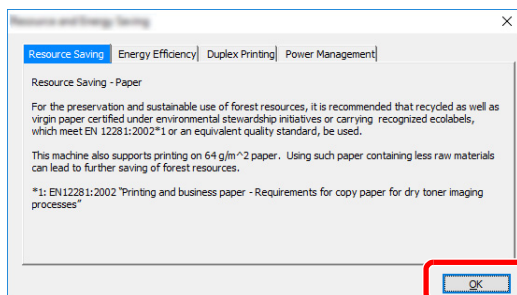 Resource and Energy Saving
Resource Saving Energy Efficiency Duplex Printing Power Management
Resource Saving - Paper
For the preservation and sustainable use of forest resources, it is recommended that recycled as well as
virgin paper certified under environmental stewardship initiatives or carrying recognized ecolabels,
which meet EN 12281:2002*1 or an equivalent quality standard, be used.
This machine also supports printing on 64 g/m^2 paper. Using such paper containing less raw materials
can lead to further saving of forest resources.
*1: EN12281:2002 "Printing and business paper - Requirements for copy paper for dry toner imaging
processes"
OK